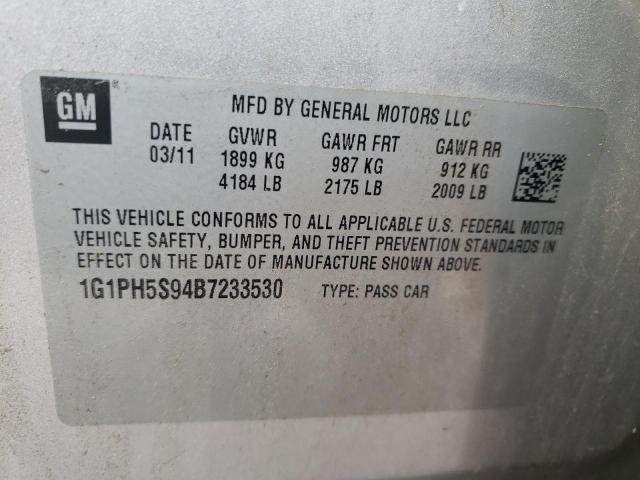 GM
MFD BY GENERAL MOTORS LLC
DATE GVWR GAWR FRT GAWR RR
03/11 1899 KG 987 KG 912 KG
4184 LB 2175 LB 2009 LB
THIS VEHICLE CONFORMS TO ALL APPLICABLE U.S. FEDERAL MOTOR
VEHICLE SAFETY, BUMPER, AND THEFT PREVENTION STANDARDS IN
EFFECT ON THE DATE OF MANUFACTURE SHOWN ABOVE.
1G1PH5S94B7233530 TYPE: PASS CAR